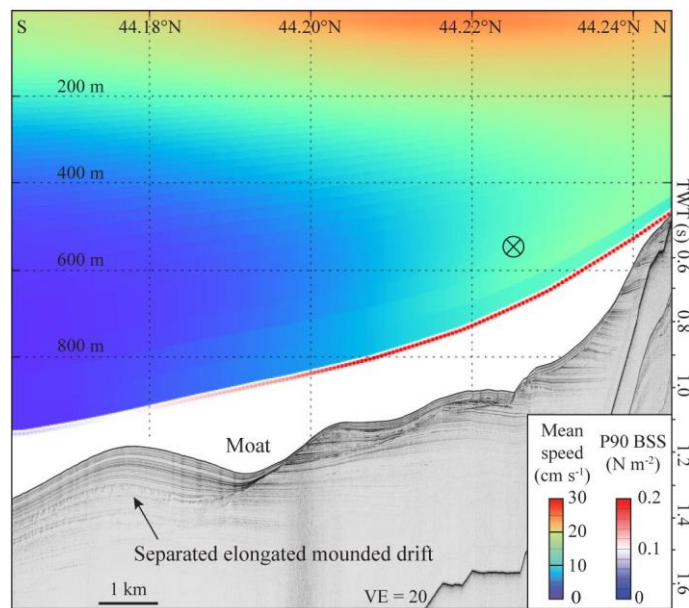 S 44.18°N 44.20°N 44.22°N 44.24°N N
200 m
400 m
600 m
800 m
TWT (s)
0.6
0.8
1.0
1.2
1.4
1.6
Moat
Separated elongated mounded drift
1 km
VE = 20
Mean speed (cm s⁻¹)
30
20
10
0
P90 BSS (N m⁻²)
0.2
0.1
0